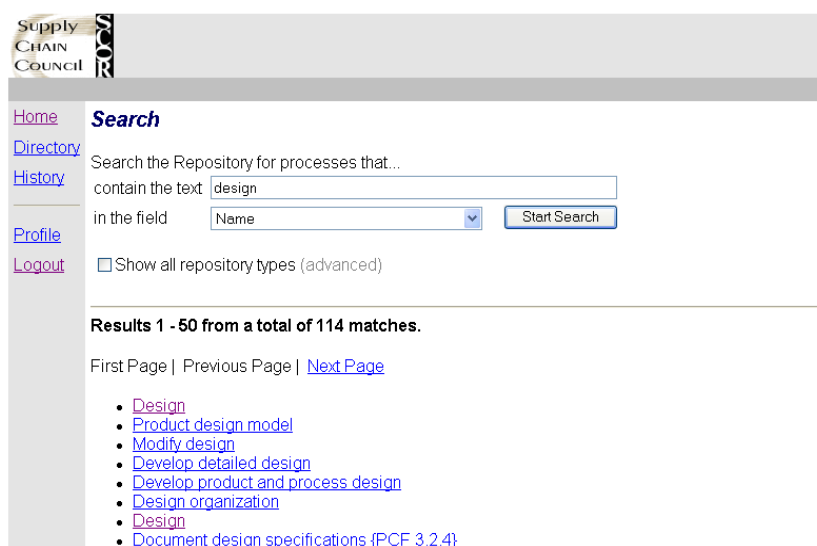 Supply
Chain
Council
SCOR
Home
Directory
History
Profile
Logout
Search
Search the Repository for processes that...
contain the text design
in the field Name Start Search
Show all repository types (advanced)
Results 1 - 50 from a total of 114 matches.
First Page | Previous Page | Next Page
Design
Product design model
Modify design
Develop detailed design
Develop product and process design
Design organization
Design
Document design specifications {PCF 3.2.4}